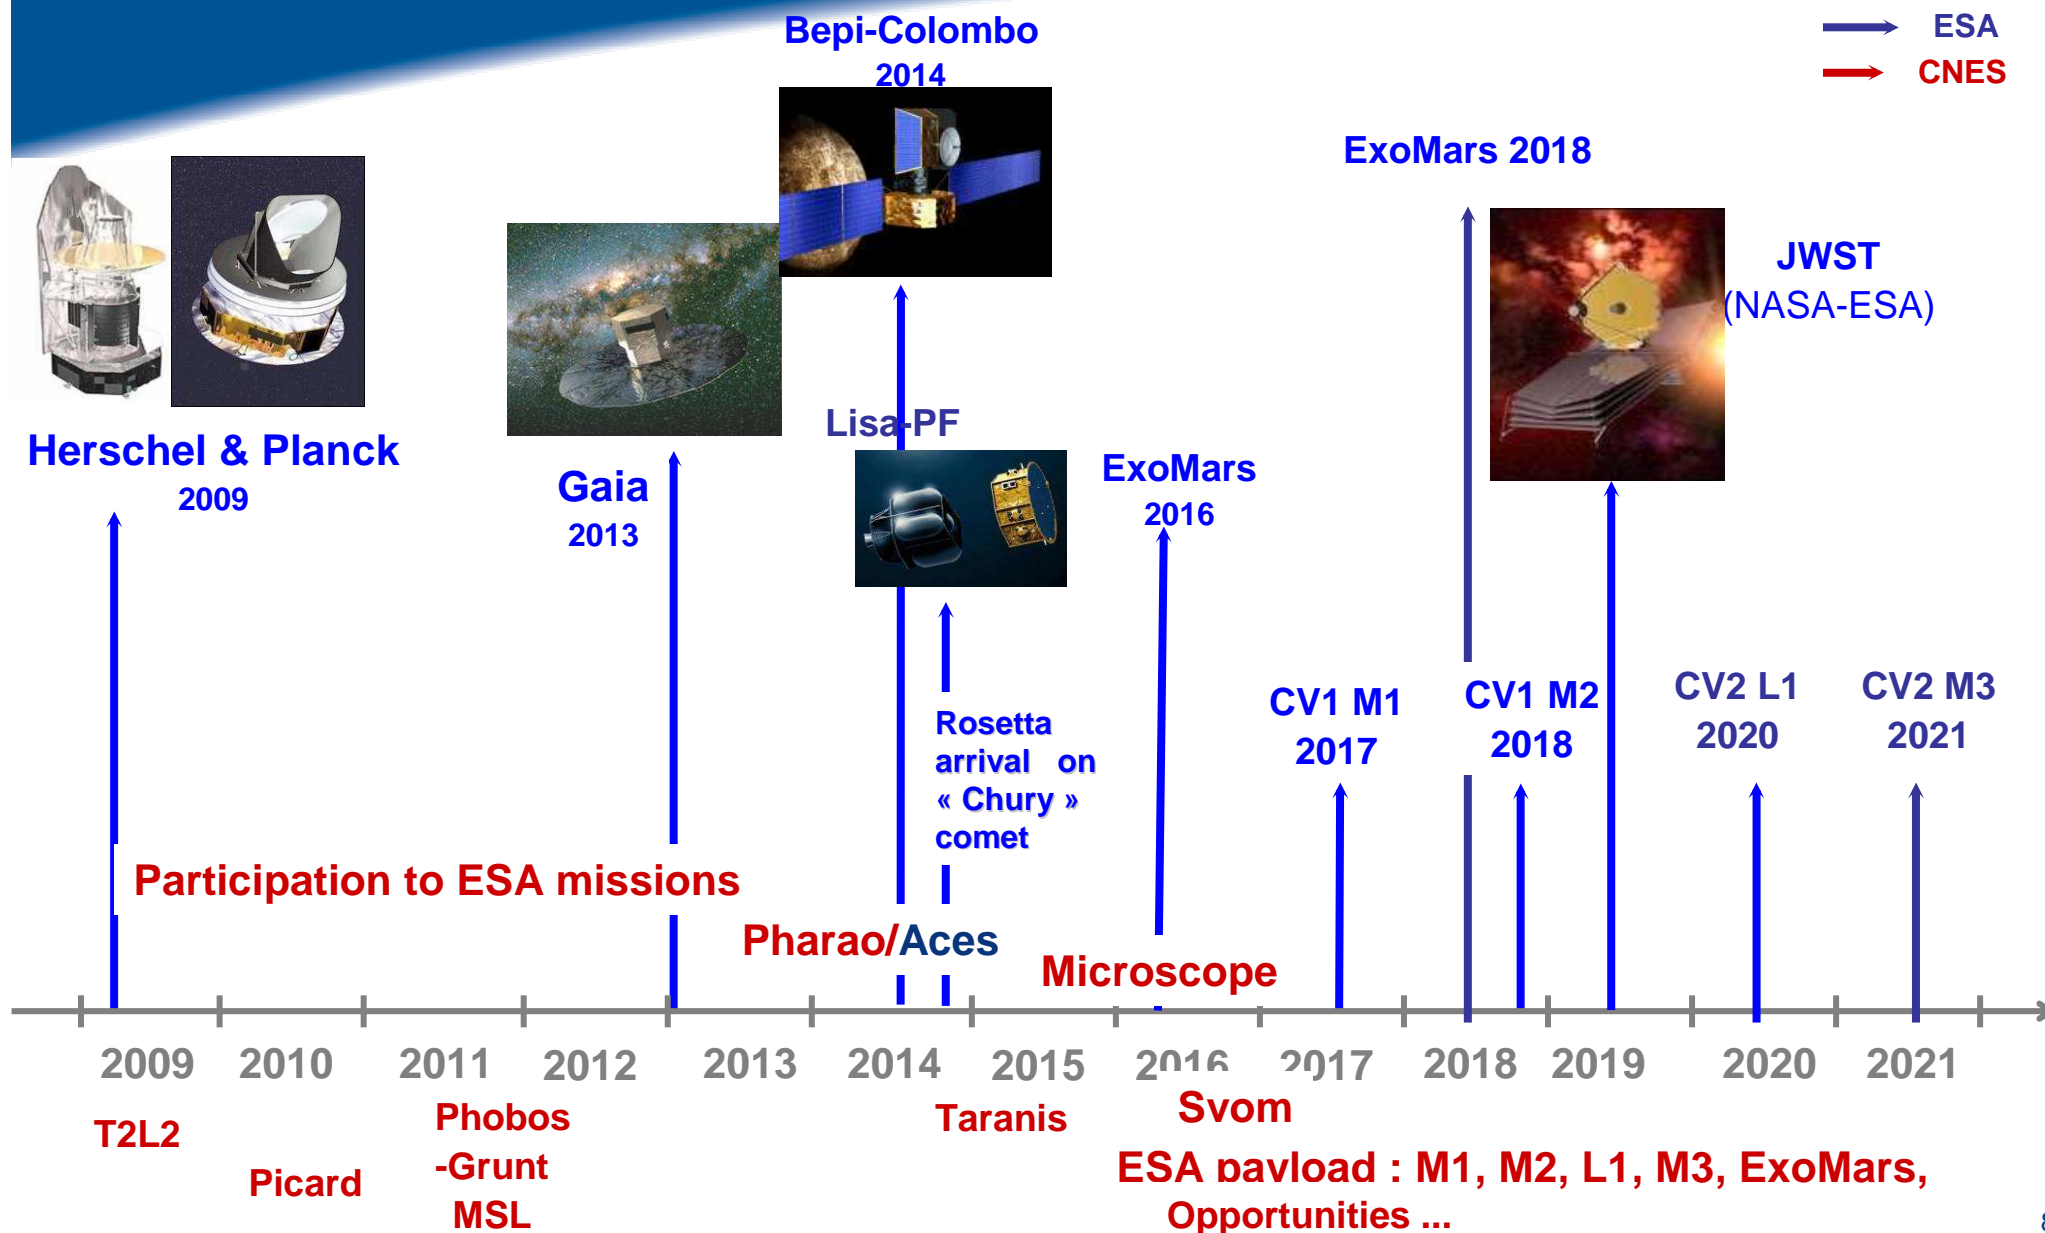 Bepi-Colombo
2014
ESA
CNES
ExoMars 2018
JWST
(NASA-ESA)
Herschel & Planck
2009
Gaia
2013
Lisa-PF
ExoMars
2016
Rosetta
arrival on
« Chury »
comet
CV1 M1
2017
CV1 M2
2018
CV2 L1
2020
CV2 M3
2021
Participation to ESA missions
Pharao/Aces
Microscope
2009 2010 2011 2012 2013 2014 2015 2016 2017 2018 2019 2020 2021
T2L2
Picard
Phobos
-Grunt
MSL
Taranis
Svom
ESA payload : M1, M2, L1, M3, ExoMars,
Opportunities ...